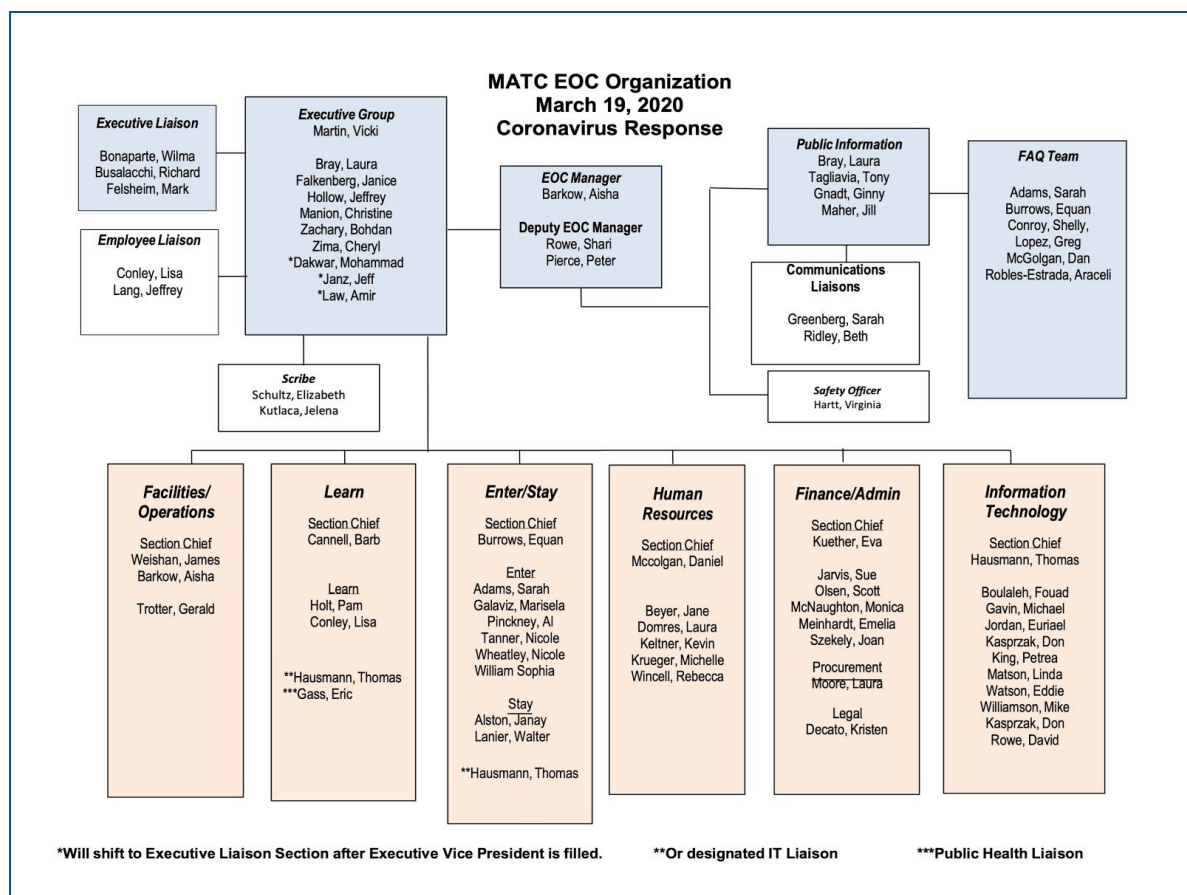 MATC EOC Organization
March 19, 2020
Coronavirus Response
Executive Liaison
Bonaparte, Wilma
Busalacchi, Richard
Felsheim, Mark
Employee Liaison
Conley, Lisa
Lang, Jeffrey
Executive Group
Martin, Vicki
Bray, Laura
Falkenberg, Janice
Hollow, Jeffrey
Manion, Christine
Zachary, Bohdan
Zima, Cheryl
*Dakwar, Mohammad
*Janz, Jeff
*Law, Amir
Scribe
Schultz, Elizabeth
Kutlaca, Jelena
EOC Manager
Barkow, Aisha
Deputy EOC Manager
Rowe, Shari
Pierce, Peter
Public Information
Bray, Laura
Tagliavia, Tony
Gnadt, Ginny
Maher, Jill
Communications
Liaisons
Greenberg, Sarah
Ridley, Beth
Safety Officer
Hartt, Virginia
FAQ Team
Adams, Sarah
Burrows, Equan
Conroy, Shelly,
Lopez, Greg
McGolgan, Dan
Robles-Estrada, Araceli
Facilities/
Operations
Section Chief
Weishan, James
Barkow, Aisha
Trotter, Gerald
Learn
Section Chief
Cannell, Barb
Learn
Holt, Pam
Conley, Lisa
**Hausmann, Thomas
***Gass, Eric
Enter/Stay
Section Chief
Burrows, Equan
Enter
Adams, Sarah
Galaviz, Marisela
Pinckney, Al
Tanner, Nicole
Wheatley, Nicole
William Sophia
Stay
Alston, Janay
Lanier, Walter
**Hausmann, Thomas
Human
Resources
Section Chief
Mccolgan, Daniel
Beyer, Jane
Domres, Laura
Keltner, Kevin
Krueger, Michelle
Wincell, Rebecca
Finance/Admin
Section Chief
Kuether, Eva
Jarvis, Sue
Olsen, Scott
McNaughton, Monica
Meinhardt, Emelia
Szekely, Joan
Procurement
Moore, Laura
Legal
Decato, Kristen
Information
Technology
Section Chief
Hausmann, Thomas
Boulaleh, Fouad
Gavin, Michael
Jordan, Euriael
Kasprzak, Don
King, Petrea
Matson, Linda
Watson, Eddie
Williamson, Mike
Kasprzak, Don
Rowe, David
*Will shift to Executive Liaison Section after Executive Vice President is filled.
**Or designated IT Liaison
***Public Health Liaison